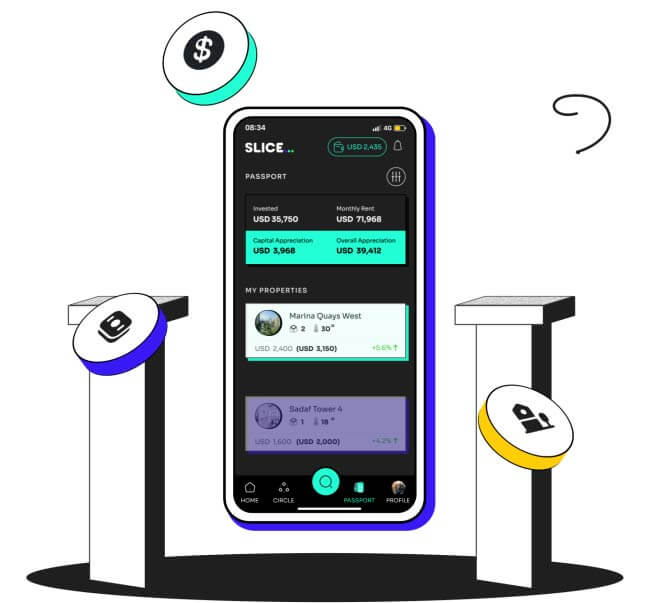 08:34 4G
SLICE
USD 2,435
PASSPORT
Invested Monthly Rent
USD 35,750 USD 71,968
Capital Appreciation Overall Appreciation
USD 3,968 USD 39,412
MY PROPERTIES
Marina Quays West
2 30°
USD 2,400 (USD 3,150) +5.6% ↑
Sadaf Tower 4
1 18°
USD 1,600 (USD 2,000) +4.2% ↑
HOME CIRCLE PASSPORT PROFILE
$